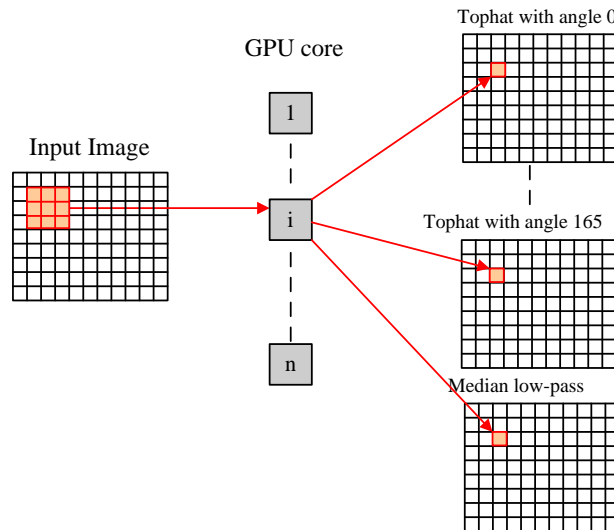 Tophat with angle 0
GPU core
1
Input Image
i
Tophat with angle 165
n
Median low-pass